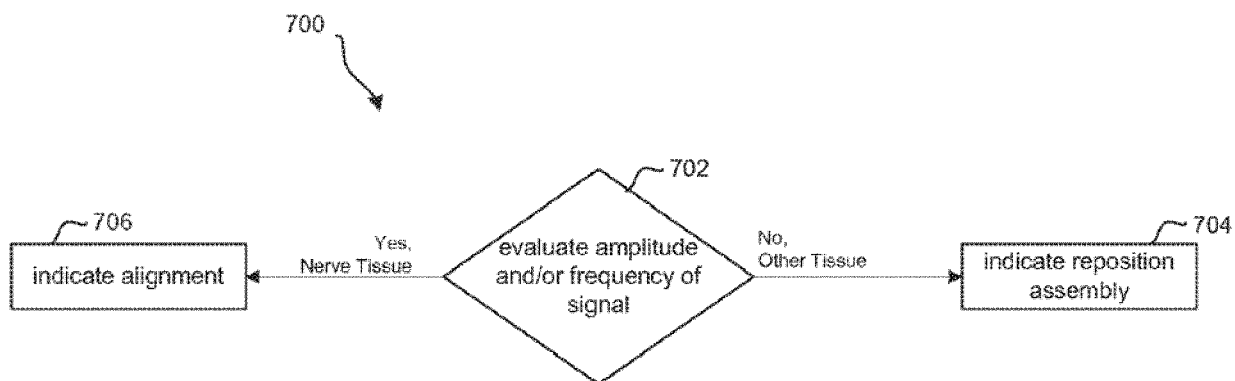 700
702
706
704
indicate alignment
Yes,
Nerve Tissue
evaluate amplitude
and/or frequency of
signal
No,
Other Tissue
indicate reposition
assembly